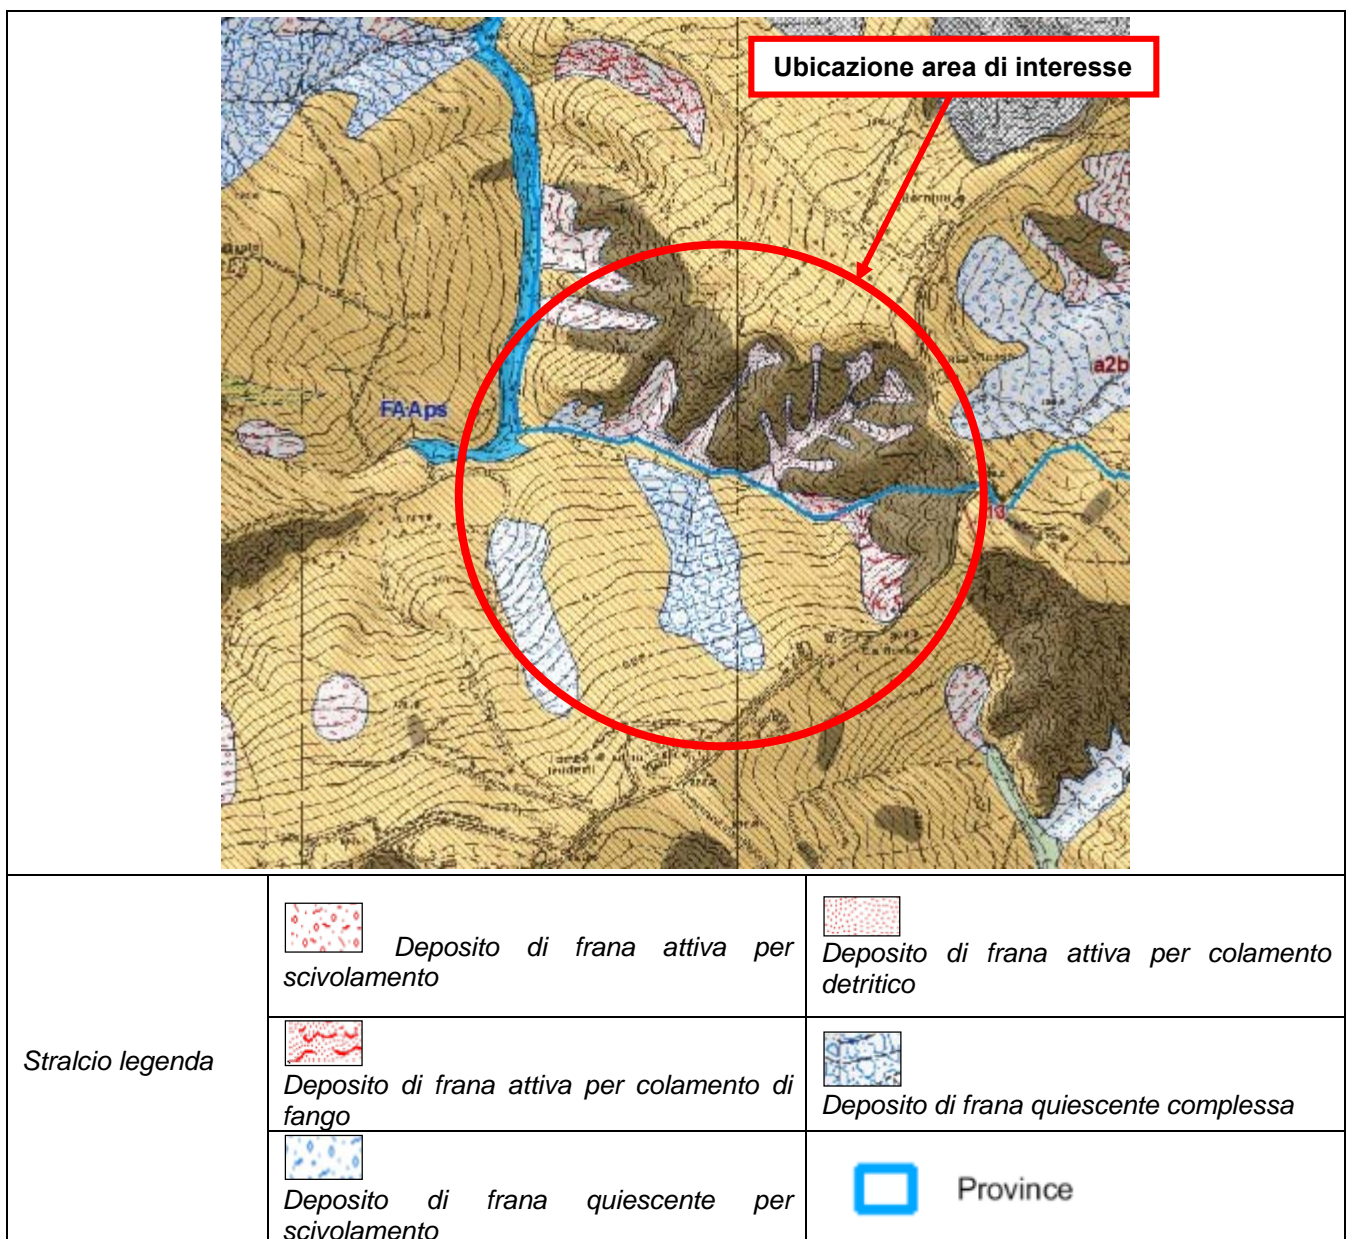 Ubicazione area di interesse
a2b
FAAps
Stralcio legenda
Deposito di frana attiva per
scivolamento
Deposito di frana attiva per colamento
detritico
Deposito di frana attiva per colamento di
fango
Deposito di frana quiescente complessa
Deposito di frana quiescente per
scivolamento
Province